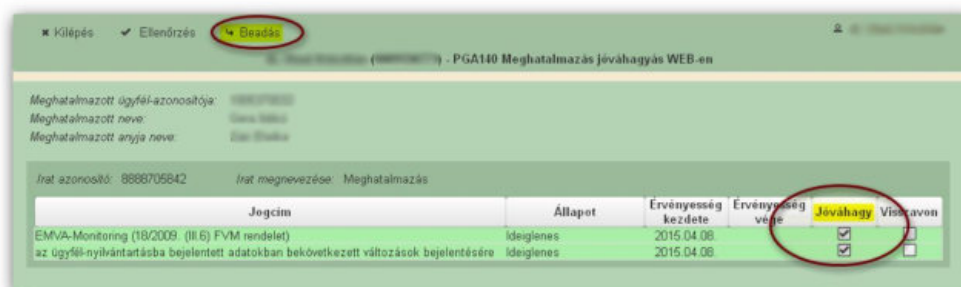 Kilépés Ellenőrzés Beadás
- PGA140 Meghatalmazás jóváhagyás WEB-en
Meghatalmazott ügyfél-azonosítója:
Meghatalmazott neve:
Meghatalmazott anyja neve:
Irat azonosító: 8888705842 Irat megnevezése: Meghatalmazás
Jogcím Állapot Érvényesség kezdete Érvényesség vége Jóváhagy Visszavon
EMVA-Monitoring (18/2009. (III.6) FVM rendelet) Ideiglenes 2015.04.08.
az ügyfél-nyilvántartásba bejelentett adatokban bekövetkezett változások bejelentésére Ideiglenes 2015.04.08.